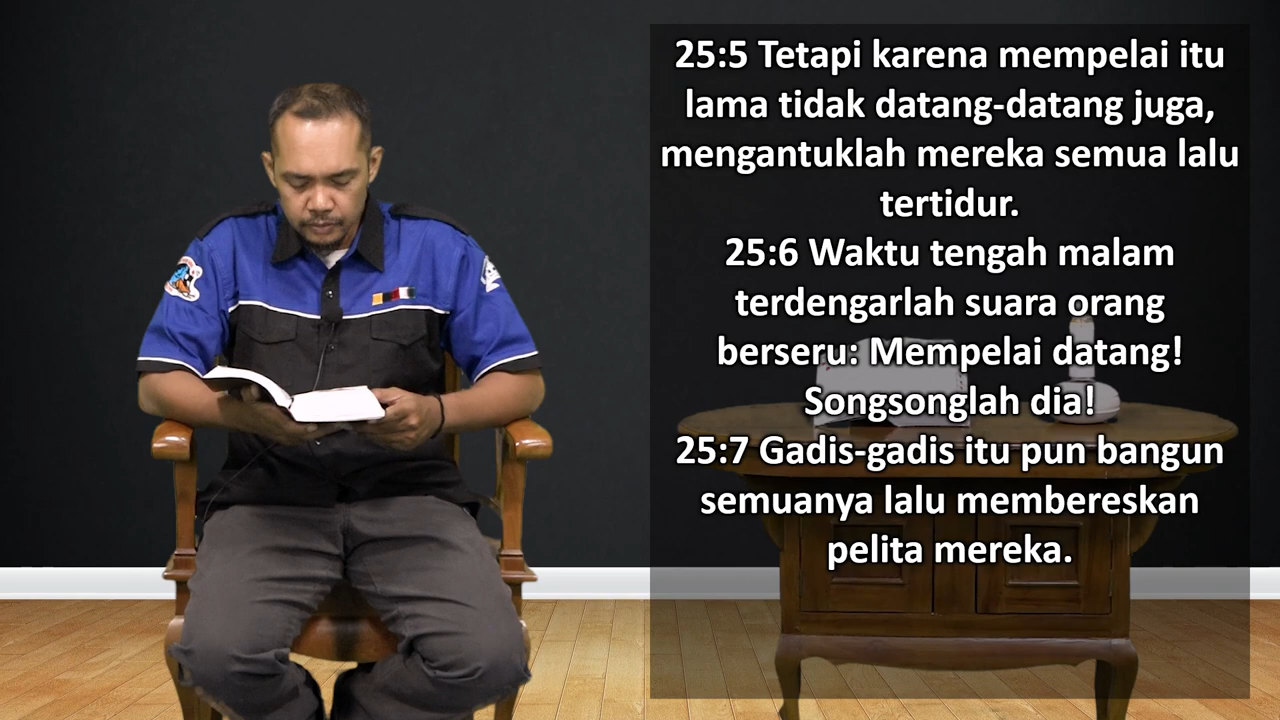 25:5 Tetapi karena mempelai itu
lama tidak datang-datang juga,
mengantuklah mereka semua lalu
tertidur.
25:6 Waktu tengah malam
terdengarlah suara orang
berseru: Mempelai datang!
Songsonglah dia!
25:7 Gadis-gadis itu pun bangun
semuanya lalu membereskan
pelita mereka.